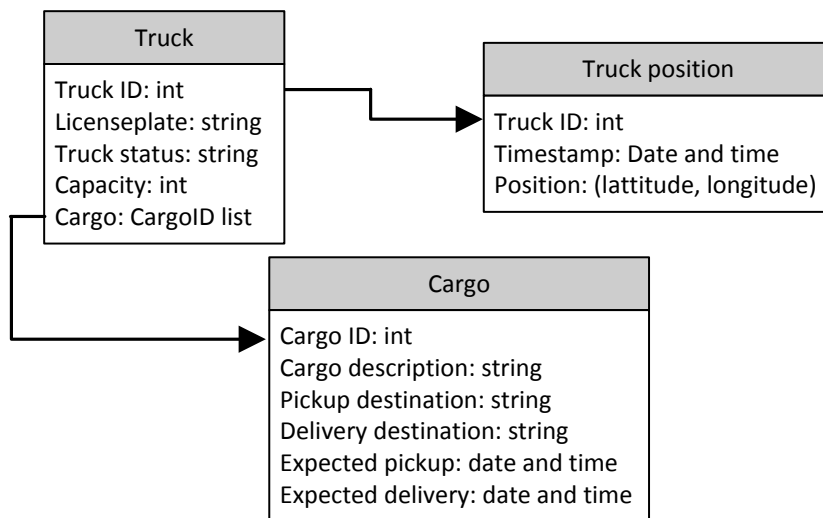 Truck
Truck ID: int
Licenseplate: string
Truck status: string
Capacity: int
Cargo: CargoID list
Truck position
Truck ID: int
Timestamp: Date and time
Position: (lattitude, longitude)
Cargo
Cargo ID: int
Cargo description: string
Pickup destination: string
Delivery destination: string
Expected pickup: date and time
Expected delivery: date and time